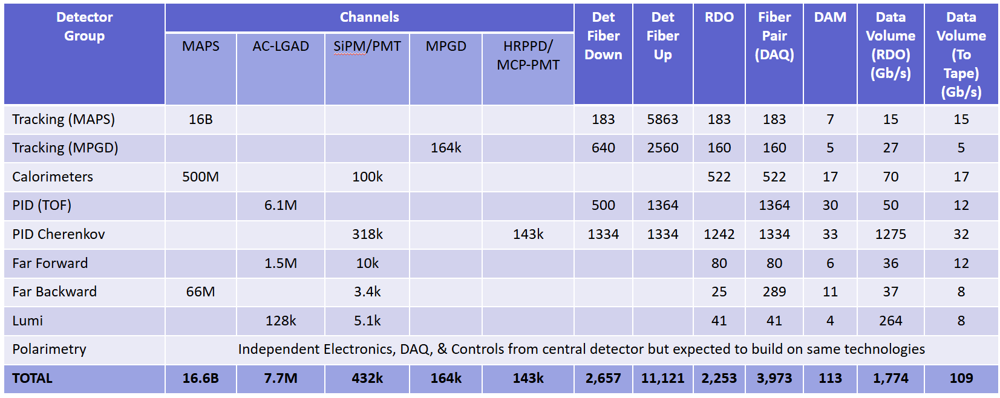 Detector Group Channels Det Fiber Down Det Fiber Up RDO Fiber Pair (DAQ) DAM Data Volume (RDO) (Gb/s) Data Volume (To Tape) (Gb/s)
MAPS AC-LGAD SiPM/PMT MPGD HRPPD/ MCP-PMT
Tracking (MAPS) 16B 183 5863 183 183 7 15 15
Tracking (MPGD) 164k 640 2560 160 160 5 27 5
Calorimeters 500M 100k 522 522 17 70 17
PID (TOF) 6.1M 500 1364 1364 30 50 12
PID Cherenkov 318k 143k 1334 1334 1242 1334 33 1275 32
Far Forward 1.5M 10k 80 80 6 36 12
Far Backward 66M 3.4k 25 289 11 37 8
Lumi 128k 5.1k 41 41 4 264 8
Polarimetry Independent Electronics, DAQ, & Controls from central detector but expected to build on same technologies
TOTAL 16.6B 7.7M 432k 164k 143k 2,657 11,121 2,253 3,973 113 1,774 109